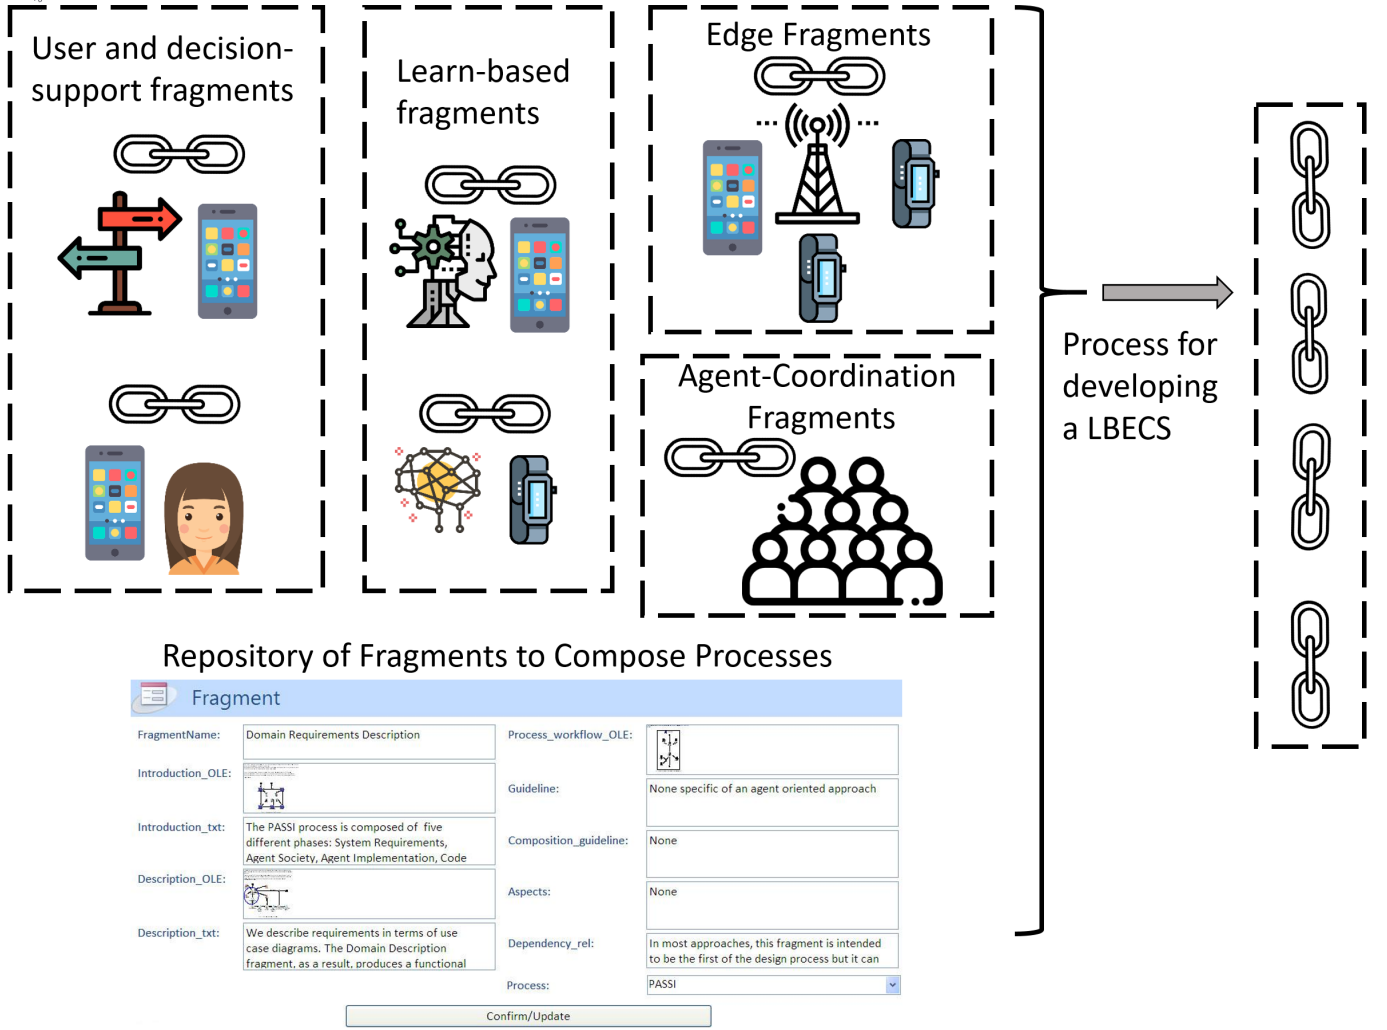 User and decision-
support fragments
Learn-based
fragments
Edge Fragments
Agent-Coordination
Fragments
Process for
developing
a LBECS
Repository of Fragments to Compose Processes
Fragment
FragmentName:
Domain Requirements Description
Introduction_OLE:
Introduction_txt:
The PASSI process is composed of five
different phases: System Requirements,
Agent Society, Agent Implementation, Code
Description_OLE:
Description_txt:
We describe requirements in terms of use
case diagrams. The Domain Description
fragment, as a result, produces a functional
Process_workflow_OLE:
Guideline:
None specific of an agent oriented approach
Composition_guideline:
None
Aspects:
None
Dependency_rel:
In most approaches, this fragment is intended
to be the first of the design process but it can
Process:
PASSI
Confirm/Update